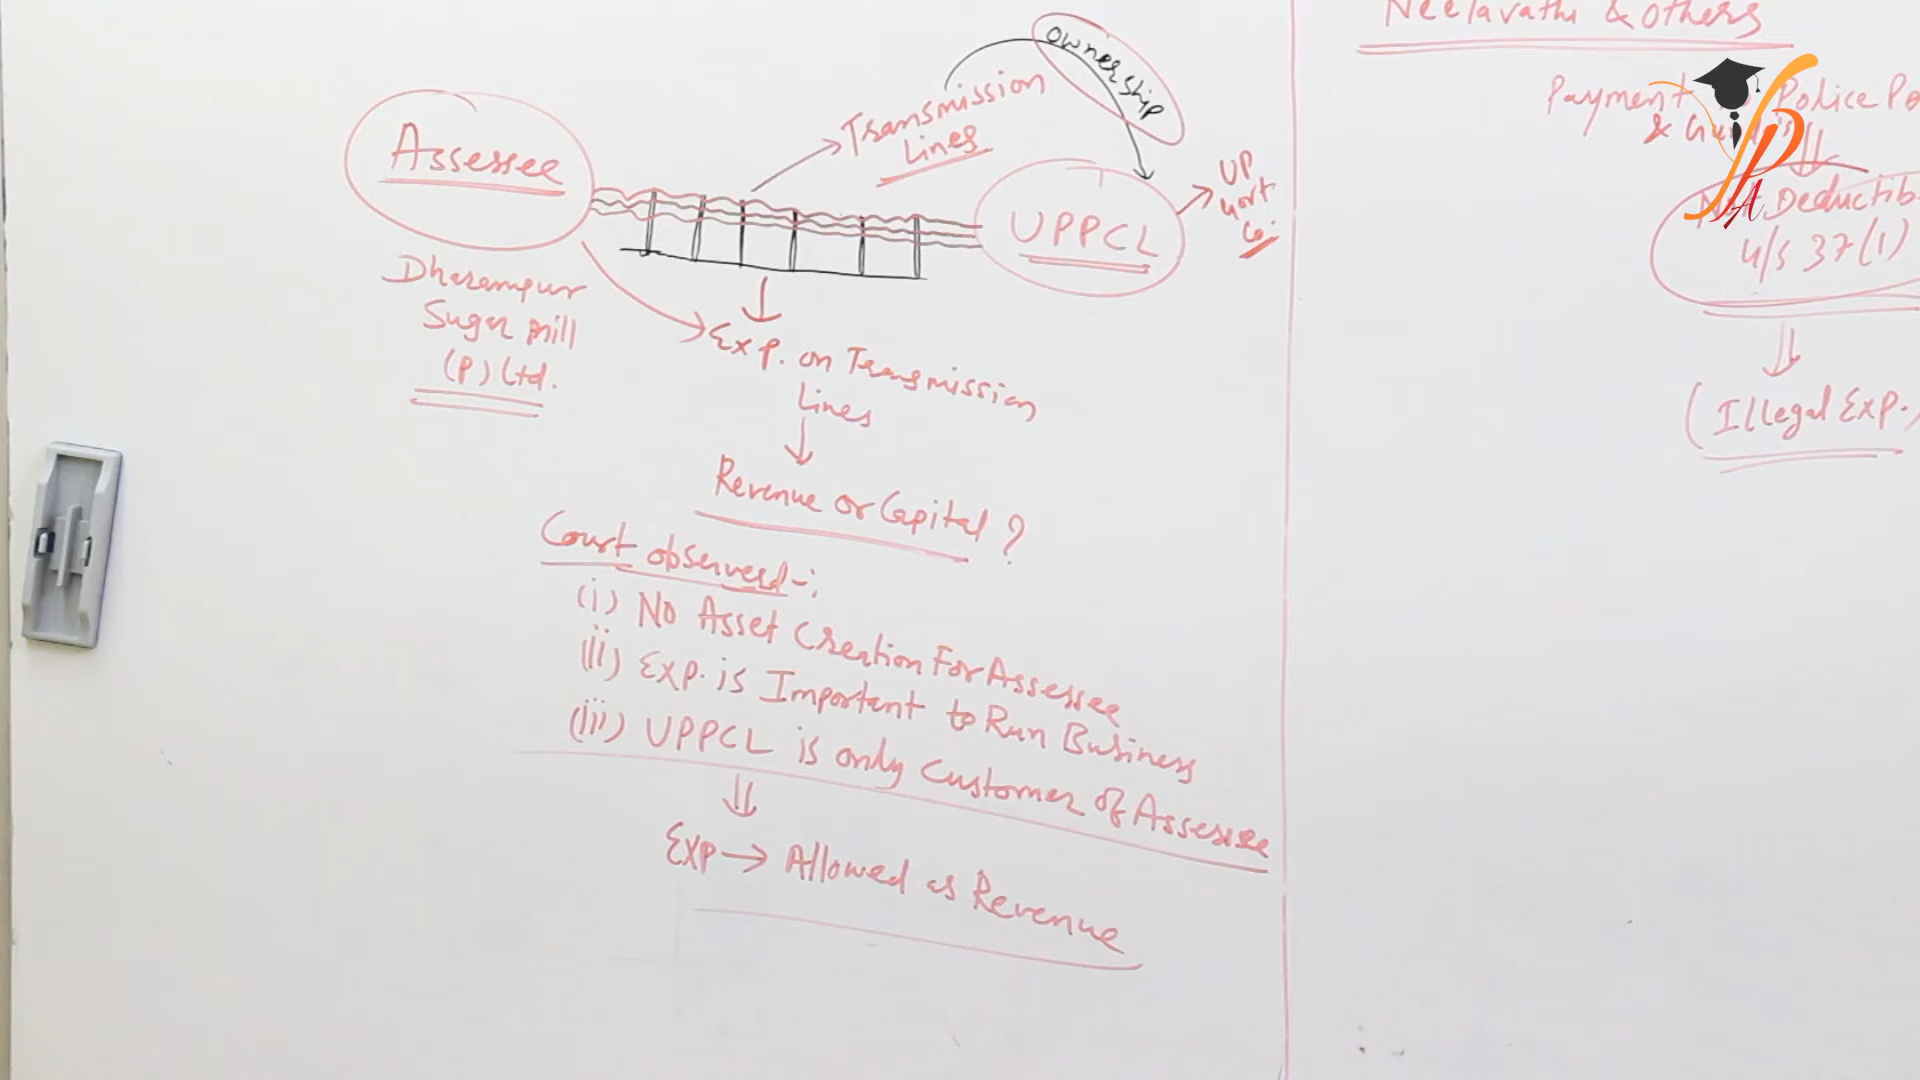 Assessee
Dharampur
Sugar Mill
(P) Ltd.
Transmission
Lines
ownership
UPPCL
UP
Govt
Co.
Exp. on Transmission
Lines
Revenue or Capital ?
Court observed-:
(i) No Asset Creation For Assessee
(ii) Exp. is Important to Run Business
(iii) UPPCL is only Customer of Assessee
Exp → Allowed as Revenue
Neelavathi & others
Payment Police
&
Deductib
u/s 37(1)
(Illegal Exp.